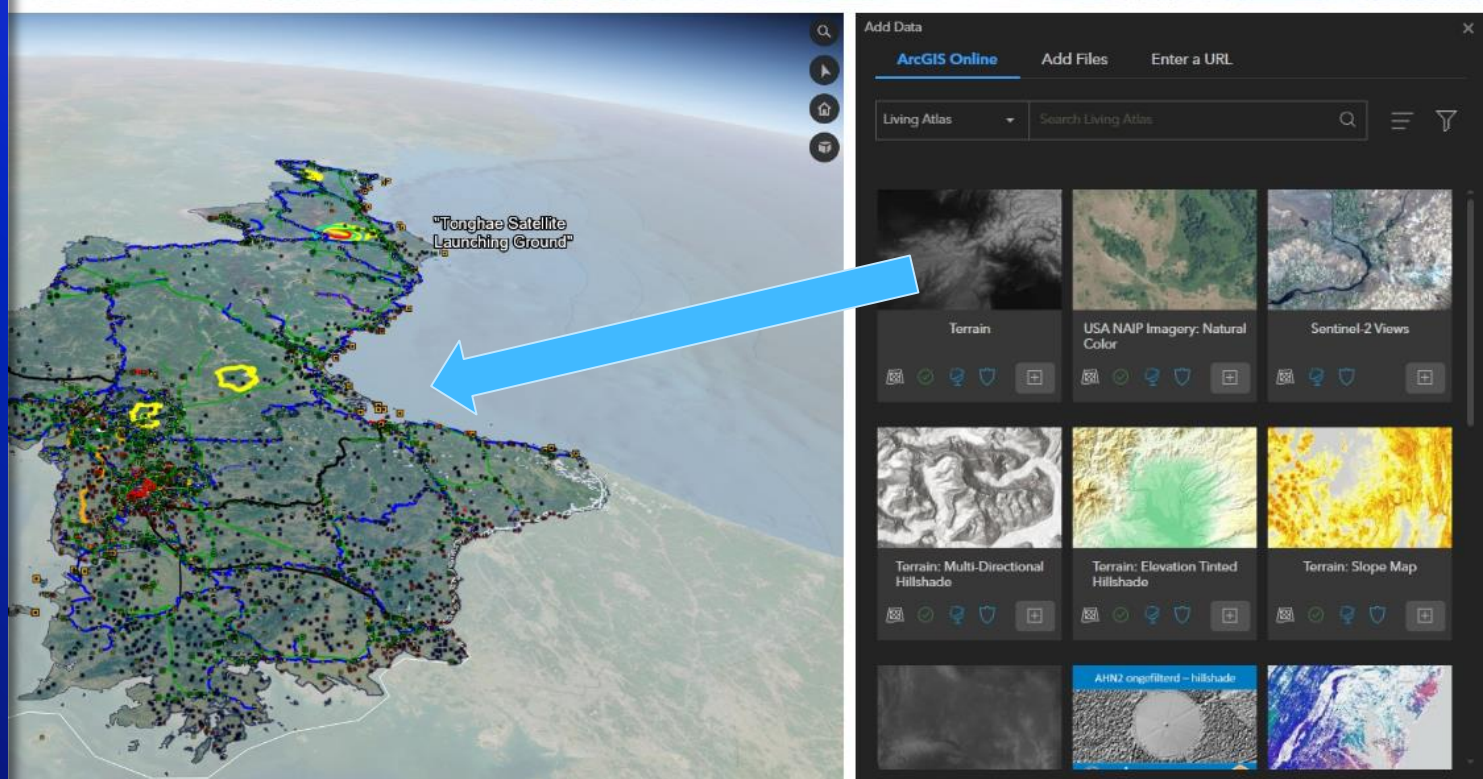 "Tonghae Satellite
Launching Ground"
Add Data
ArcGIS Online
Add Files
Enter a URL
Living Atlas
Search Living Atlas
Terrain
USA NAIP Imagery: Natural
Color
Sentinel-2 Views
Terrain: Multi-Directional
Hillshade
Terrain: Elevation Tinted
Hillshade
Terrain: Slope Map
AHN2 ongefilterd – hillshade